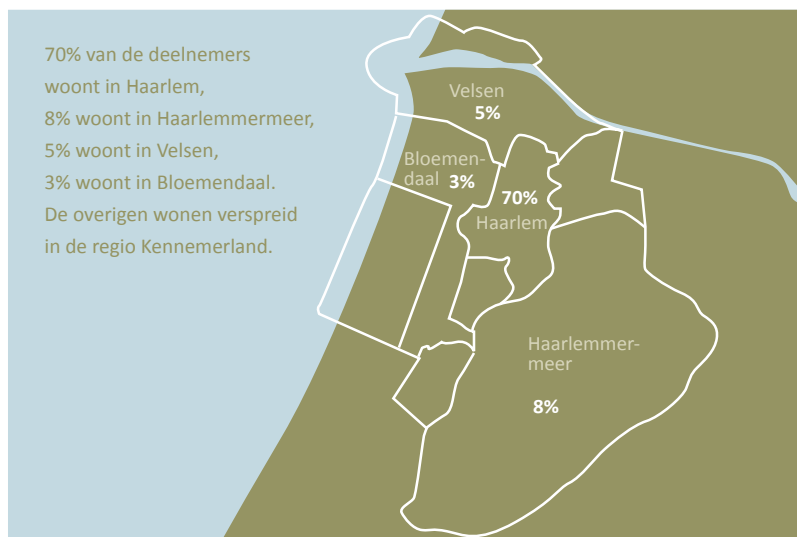 70% van de deelnemers
woont in Haarlem,
8% woont in Haarlemmermeer,
5% woont in Velsen,
3% woont in Bloemendaal.
De overigen wonen verspreid
in de regio Kennemerland.
Velsen
5%
Bloemen-
daal 3%
70%
Haarlem
Haarlemmer-
meer
8%